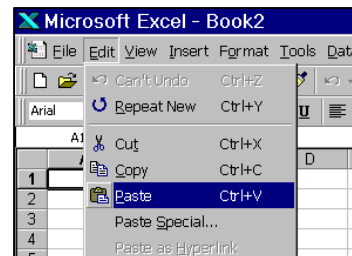 Microsoft Excel - Book2
File Edit View Insert Format Tools Data
Can't Undo Ctrl+Z
Repeat New Ctrl+Y
Arial U
Cut Ctrl+X
D
Copy Ctrl+C
1
Paste Ctrl+V
2
3 Paste Special...
4 Paste as Hyperlink